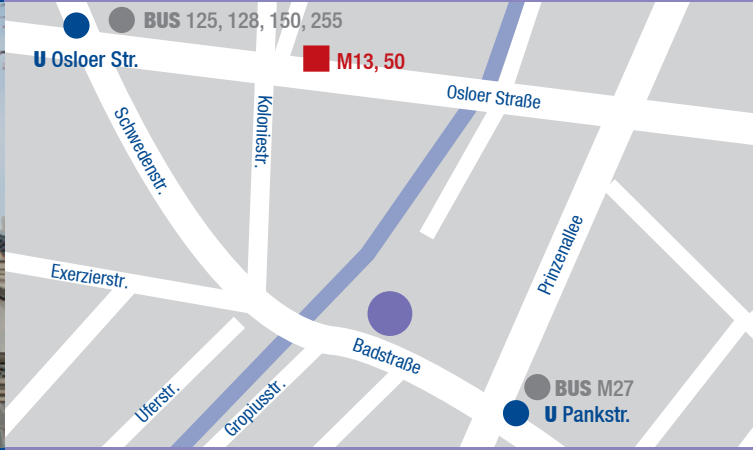 BUS 125, 128, 150, 255
U Osloer Str.
M13, 50
Osloer Straße
Schwedenstr.
Koloniestr.
Prinzenallee
Exerzierstr.
Badstraße
Uferstr.
Gropiusstr.
BUS M27
U Pankstr.